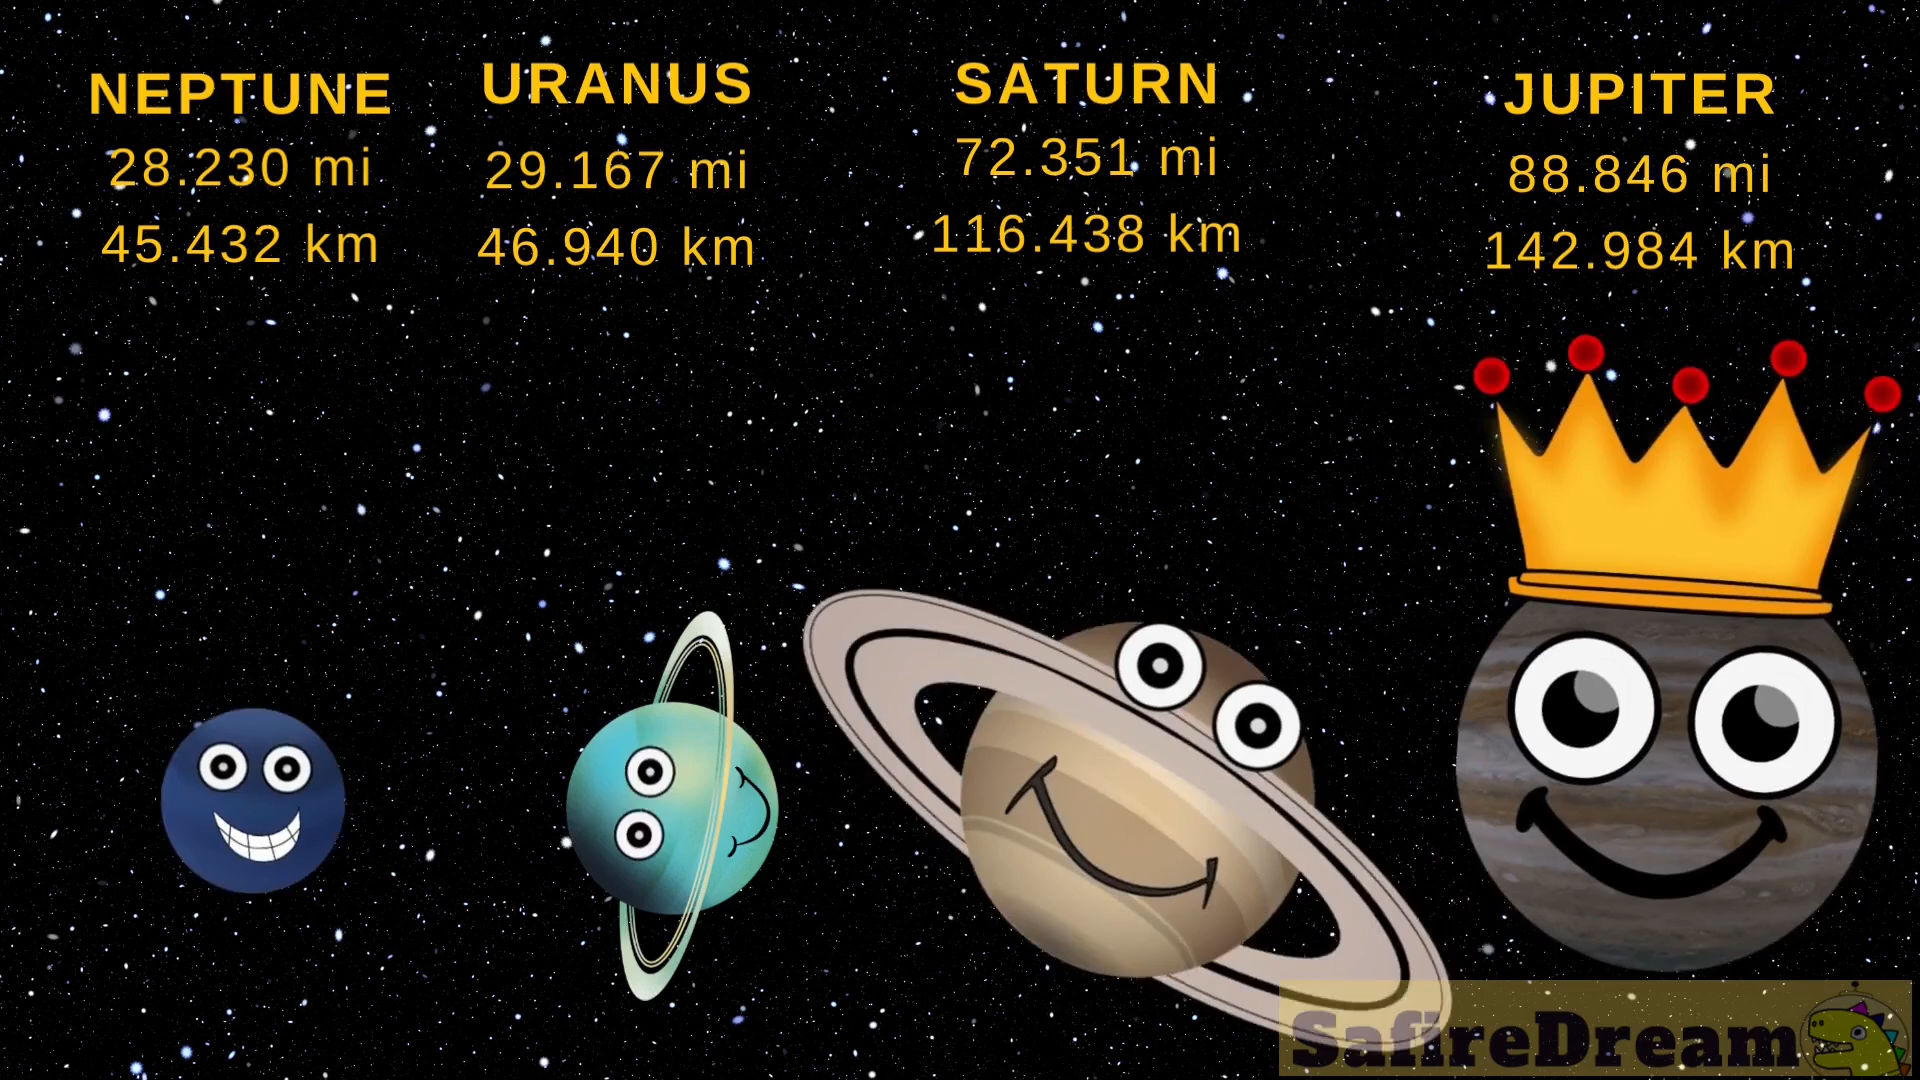 NEPTUNE
28.230 mi
45.432 km
URANUS
29.167 mi
46.940 km
SATURN
72.351 mi
116.438 km
JUPITER
88.846 mi
142.984 km
SafireDream